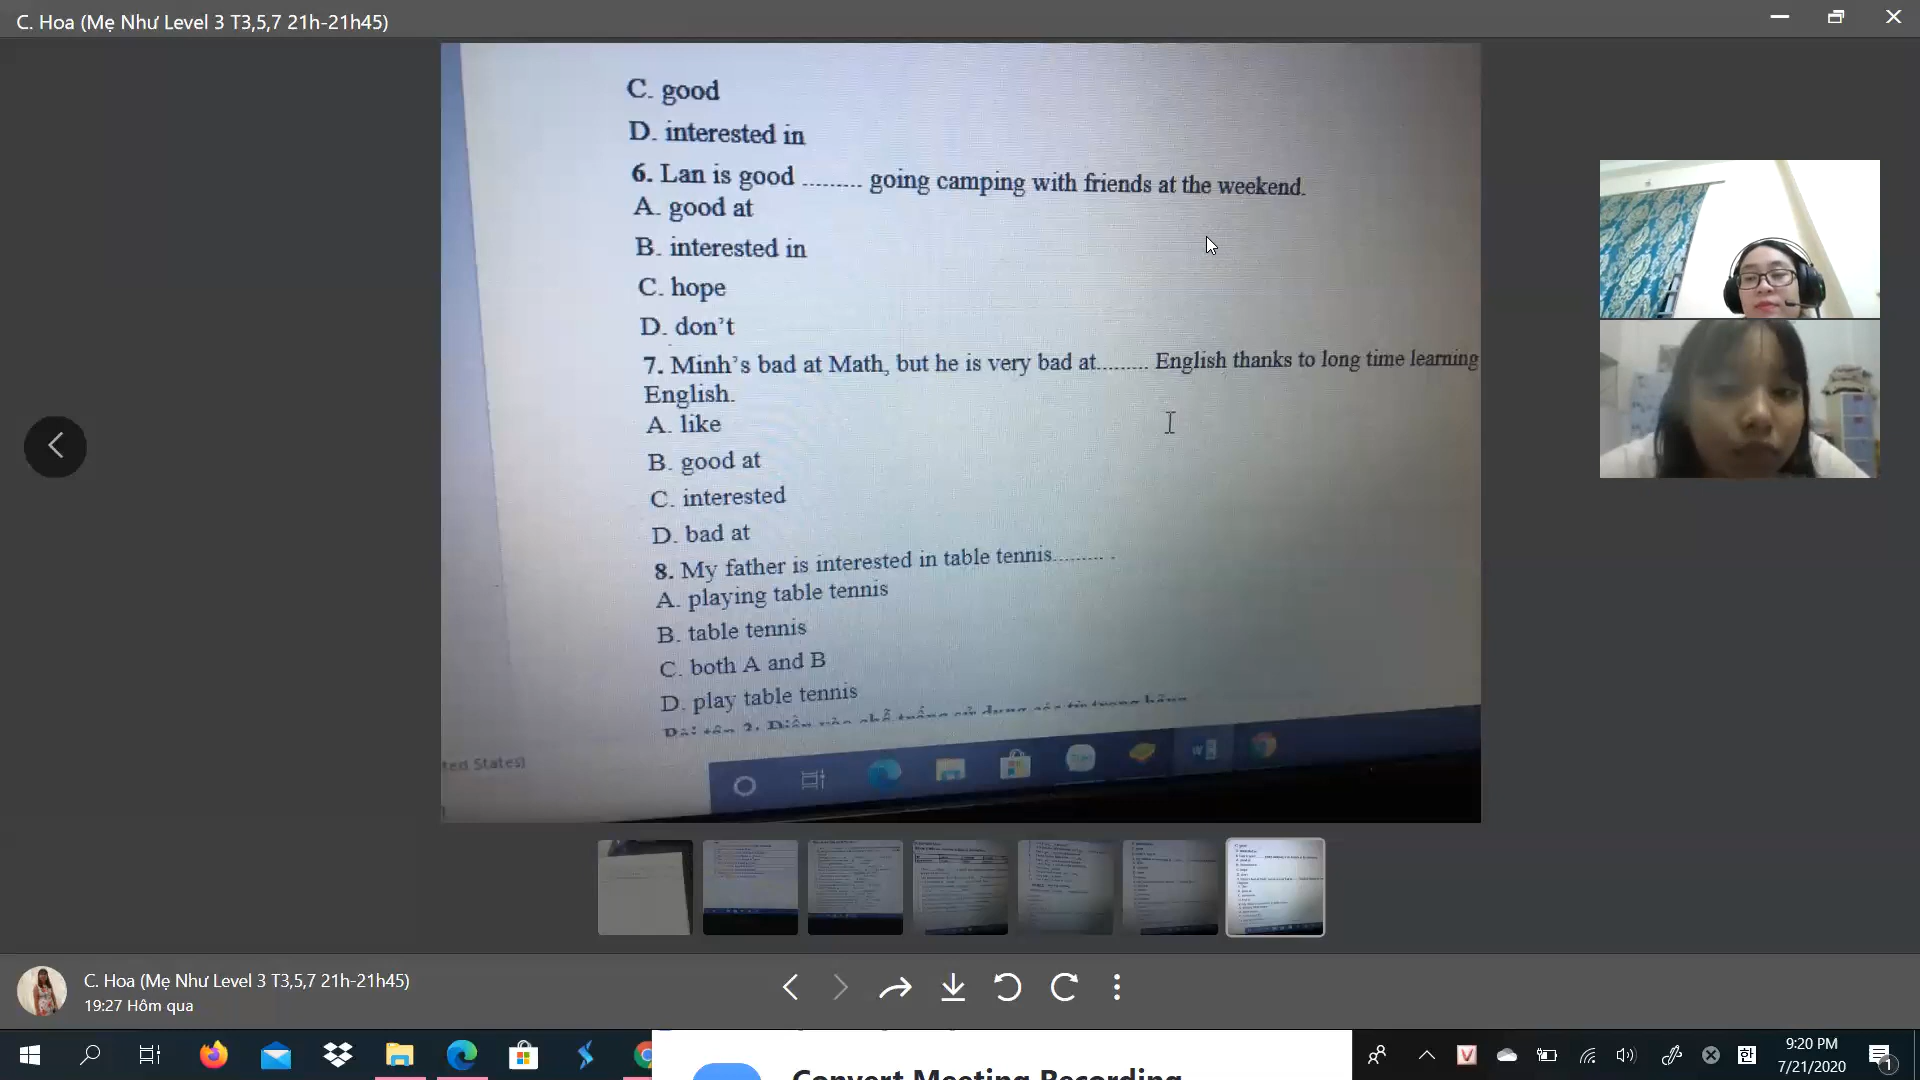 C. Hoa (Mẹ Như Level 3 T3,5,7 21h-21h45)
C. good
D. interested in
6. Lan is good ......... going camping with friends at the weekend.
A. good at
B. interested in
C. hope
D. don't
7. Minh's bad at Math, but he is very bad at......... English thanks to long time learning
English.
A. like
B. good at
C. interested
D. bad at
8. My father is interested in table tennis.......... .
A. playing table tennis
B. table tennis
C. both A and B
D. play table tennis
States)
C. Hoa (Mẹ Như Level 3 T3,5,7 21h-21h45)
19:27 Hôm qua
Convert Meeting Recording
한
9:20 PM
7/21/2020
1